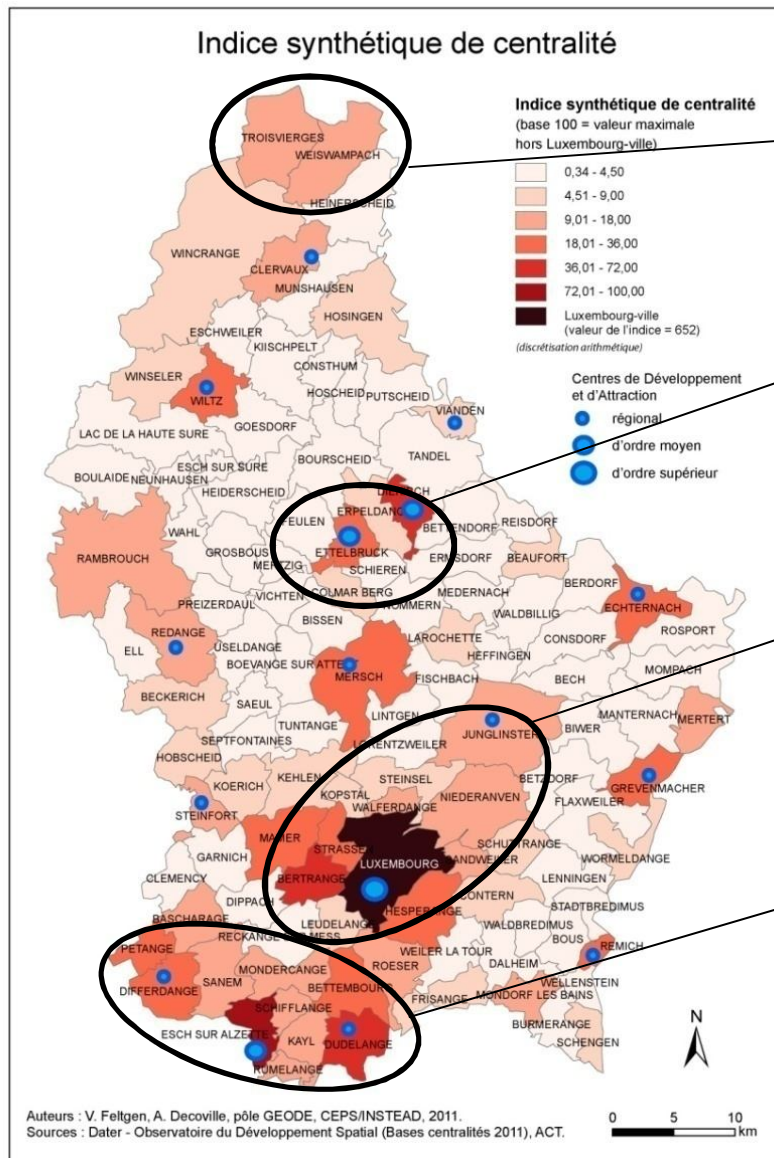 Indice synthétique de centralité
Indice synthétique de centralité
(base 100 = valeur maximale
hors Luxembourg-ville)
0,34 - 4,50
4,51 - 9,00
9,01 - 18,00
18,01 - 36,00
36,01 - 72,00
72,01 - 100,00
Luxembourg-ville
(valeur de l'indice = 652)
(discrétisation arithmétique)
Centres de Développement
et d'Attraction
régional
d'ordre moyen
d'ordre supérieur
TROISVIERGES
WEISWAMPACH
HEINERSCHEID
WINCRANGE
CLERVAUX
MUNSHAUSEN
HOSINGEN
ESCHWEILER
KIISCHPELT
CONSTHUM
WINSELER
HOSCHEID
PUTSCHEID
WILTZ
VIANDEN
GOESDORF
LAC DE LA HAUTE SURE
BOURSCHEID
TANDEL
ESCH SUR SURE
BOULAIDE
NEUNHAUSEN
HEIDERSCHEID
DIEKIRCH
ERPELDANGE
FEULEN
BETTENDORF
REISDORF
WAHL
RAMBROUCH
GROSBOUS
ETTELBRUCK
ERMSDORF
BEAUFORT
MERTZIG
SCHIEREN
BERDORF
COLMAR BERG
MEDERNACH
ECHTERNACH
PREIZERDAUL
VICHTEN
NOMMERN
WALDBILLIG
BISSEN
ROSPORT
REDANGE
LAROCHETTE
CONSDORF
ELL
USELDANGE
HEFFINGEN
BOEVANGE SUR ATTERT
MERSCH
FISCHBACH
BECH
MOMPACH
BECKERICH
SAEUL
LINTGEN
MANTERNACH
MERTERT
TUNTANGE
JUNGLINSTER
BIWER
SEPTFONTAINES
LORENTZWEILER
HOBSCHEID
KEHLEN
STEINSEL
BETZDORF
GREVENMACHER
KOERICH
KOPSTAL
NIEDERANVEN
FLAXWEILER
STEINFORT
WALFERDANGE
MAMER
STRASSEN
SCHUTTRANGE
GARNICH
LUXEMBOURG
SANDWEILER
WORMELDANGE
CLEMENCY
BERTRANGE
LENNINGEN
DIPPACH
CONTERN
HESPERANGE
STADTBREDIMUS
BASCHARAGE
LEUDELANGE
WALDBREDIMUS
RECKANGE SUR MESS
BOUS
PETANGE
WEILER LA TOUR
REMICH
MONDERCANGE
ROESER
DALHEIM
SANEM
DIFFERDANGE
BETTEMBOURG
WELLENSTEIN
FRISANGE
MONDORF LES BAINS
SCHIFFLANGE
BURMERANGE
ESCH SUR ALZETTE
KAYL
DUDELANGE
SCHENGEN
RUMELANGE
N
Auteurs : V. Feltgen, A. Decoville, pôle GEODE, CEPS/INSTEAD, 2011.
Sources : Dater - Observatoire du Développement Spatial (Bases centralités 2011), ACT.
0 5 10
km